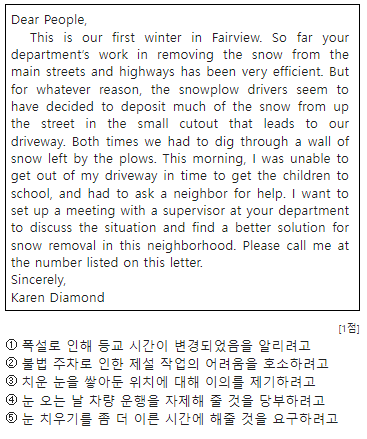 Dear People,
This is our first winter in Fairview. So far your
department's work in removing the snow from the
main streets and highways has been very efficient. But
for whatever reason, the snowplow drivers seem to
have decided to deposit much of the snow from up
the street in the small cutout that leads to our
driveway. Both times we had to dig through a wall of
snow left by the plows. This morning, I was unable to
get out of my driveway in time to get the children to
school, and had to ask a neighbor for help. I want to
set up a meeting with a supervisor at your department
to discuss the situation and find a better solution for
snow removal in this neighborhood. Please call me at
the number listed on this letter.
Sincerely,
Karen Diamond
[1점]
① 폭설로 인해 등교 시간이 변경되었음을 알리려고
② 불법 주차로 인한 제설 작업의 어려움을 호소하려고
③ 치운 눈을 쌓아둔 위치에 대해 이의를 제기하려고
④ 눈 오는 날 차량 운행을 자제해 줄 것을 당부하려고
⑤ 눈 치우기를 좀 더 이른 시간에 해줄 것을 요구하려고